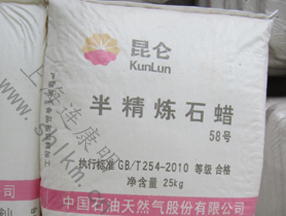 昆仑
KunLun
半精炼石蜡
58号
执行标准 GB/T254-2010 等级 合格
净含量 25kg
中国石油天然气股份有限公司
司